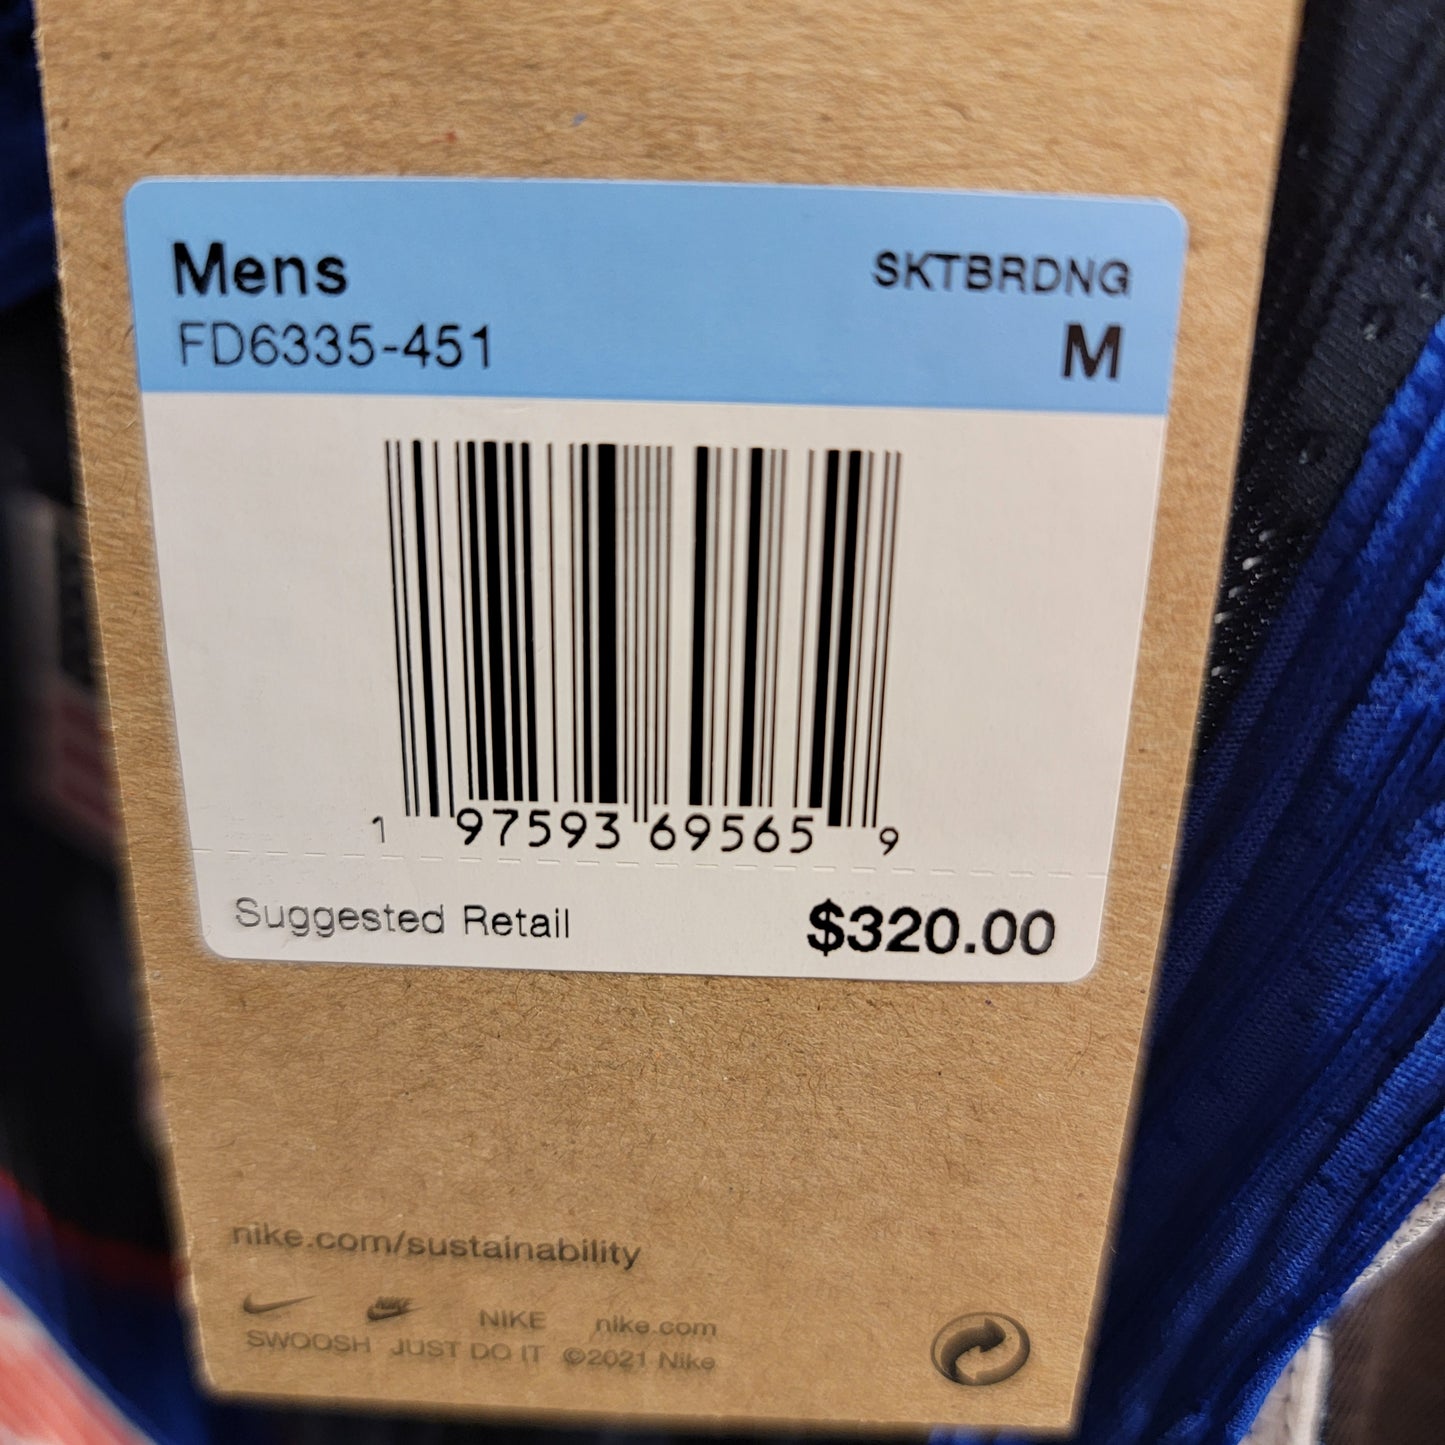 Mens SKTBRDNG
FD6335-451 M
1 97593 69565 9
Suggested Retail $320.00
nike.com/sustainability
NIKE NIKE nike.com
SWOOSH JUST DO IT ©2021 Nike